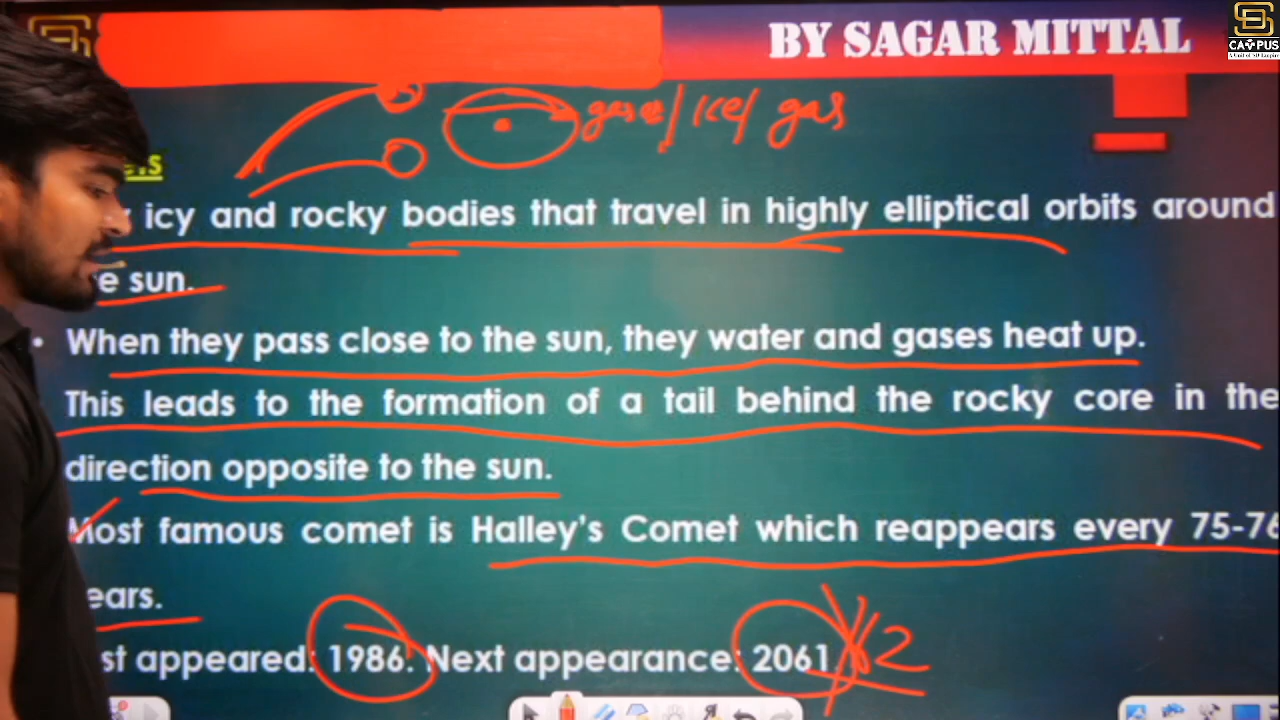 BY SAGAR MITTAL
CAMPUS
gase/ice/gas
icy and rocky bodies that travel in highly elliptical orbits around
sun.
• When they pass close to the sun, they water and gases heat up.
This leads to the formation of a tail behind the rocky core in the
direction opposite to the sun.
Most famous comet is Halley's Comet which reappears every 75-76
ears.
st appeared: 1986. Next appearance: 2061
62